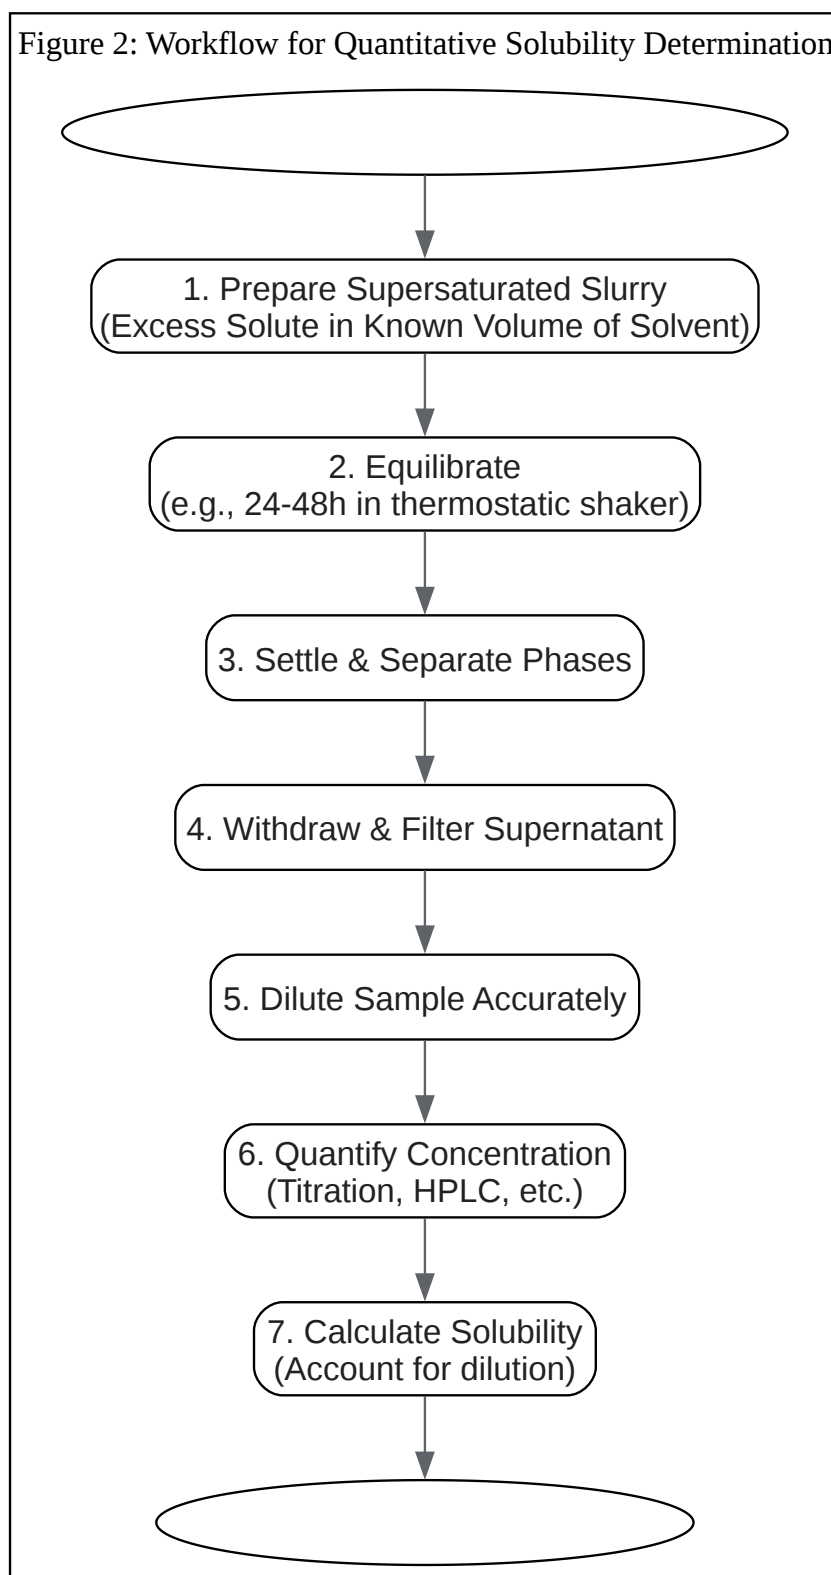 Figure 2: Workflow for Quantitative Solubility Determination
1. Prepare Supersaturated Slurry
(Excess Solute in Known Volume of Solvent)
2. Equilibrate
(e.g., 24-48h in thermostatic shaker)
3. Settle & Separate Phases
4. Withdraw & Filter Supernatant
5. Dilute Sample Accurately
6. Quantify Concentration
(Titration, HPLC, etc.)
7. Calculate Solubility
(Account for dilution)